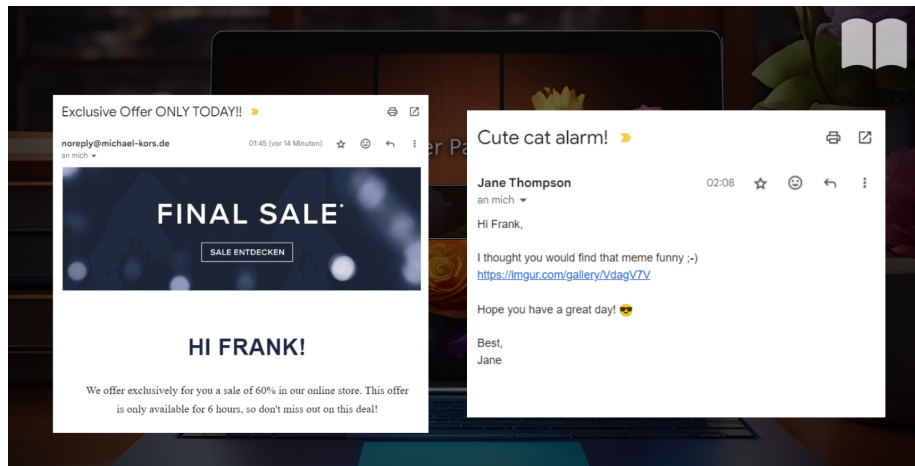 Exclusive Offer ONLY TODAY!!
noreply@michael-kors.de 01:45 (vor 14 Minuten)
an mich
FINAL SALE*
SALE ENTDECKEN
HI FRANK!
We offer exclusively for you a sale of 60% in our online store. This offer
is only available for 6 hours, so don't miss out on this deal!
Cute cat alarm!
Jane Thompson 02:08
an mich
Hi Frank,
I thought you would find that meme funny ;-)
https://imgur.com/gallery/VdagV7V
Hope you have a great day! 😎
Best,
Jane